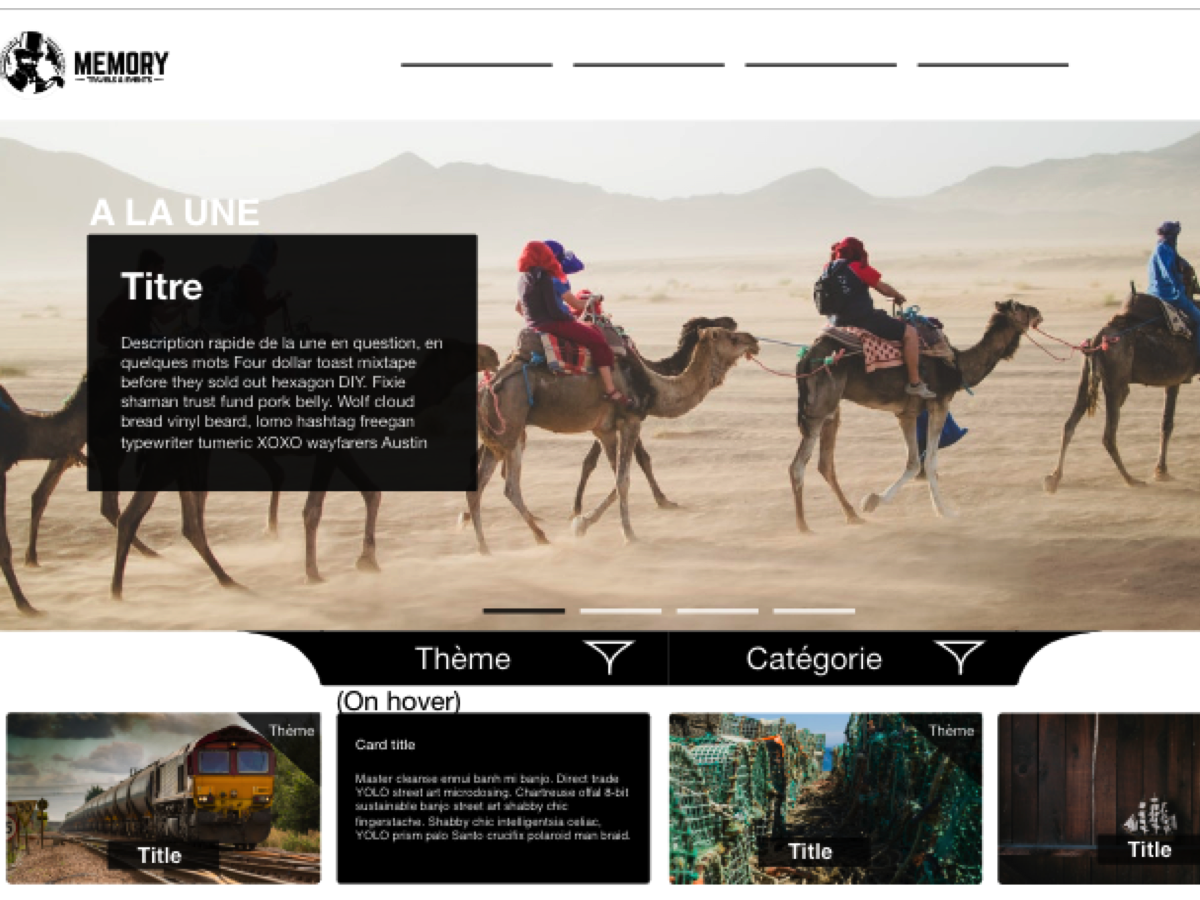 MEMORY
A LA UNE
Titre
Description rapide de la une en question, en
quelques mots Four dollar toast mixtape
before they sold out hexagon DIY. Fixie
shaman trust fund pork belly. Wolf cloud
bread vinyl beard, lomo hashtag freegan
typewriter tumeric XOXO wayfarers Austin
Thème
Catégorie
(On hover)
Thème
Title
Card title
Master cleanse ennui banh mi banjo. Direct trade
YOLO street art microdosing. Chartreuse offal 8-bit
sustainable banjo street art shabby chic
fingerstache. Shabby chic intelligentsia celiac,
YOLO prism palo Santo crucifix polaroid man braid.
Thème
Title
Title